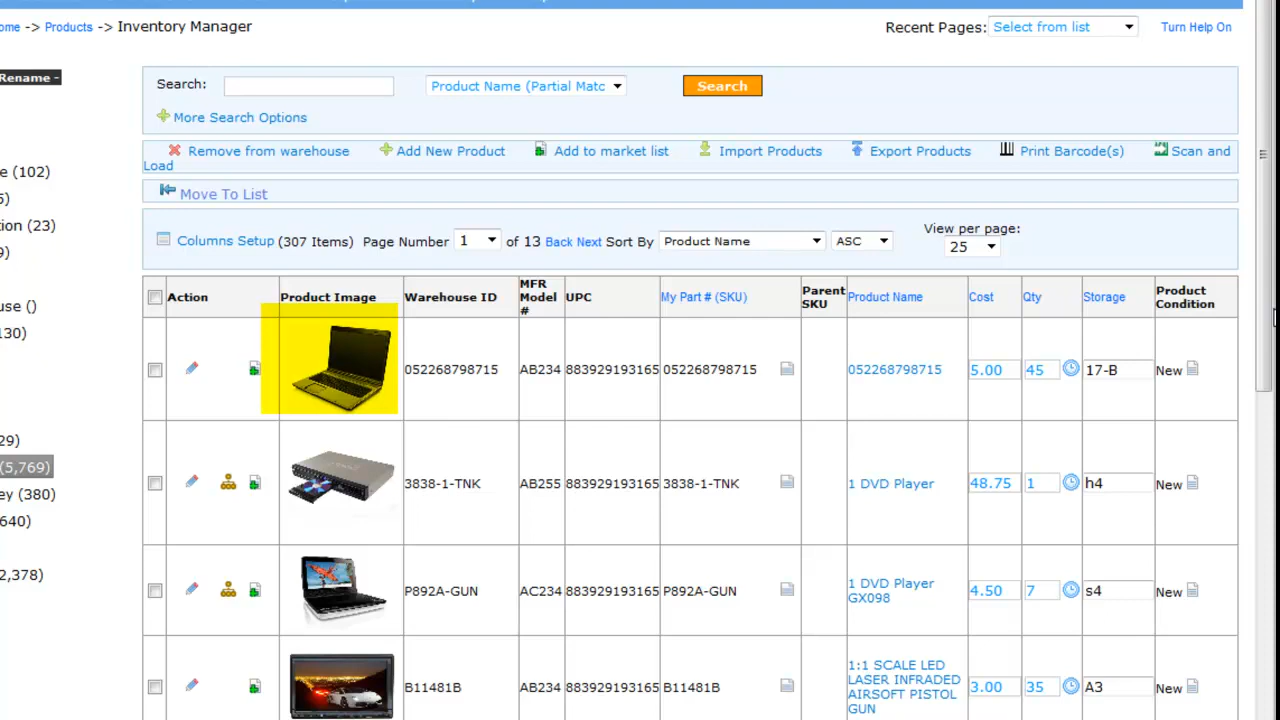 ome -> Products -> Inventory Manager
Recent Pages: Select from list
Turn Help On
Rename -
Search:
Product Name (Partial Matc
Search
More Search Options
Remove from warehouse
Add New Product
Add to market list
Import Products
Export Products
Print Barcode(s)
Scan and
Load
Move To List
Columns Setup (307 Items) Page Number 1 of 13 Back Next Sort By Product Name ASC
View per page:
25
Action Product Image Warehouse ID MFR Model # UPC My Part # (SKU) Parent SKU Product Name Cost Qty Storage Product Condition
052268798715 AB234 883929193165 052268798715 052268798715 5.00 45 17-B New
3838-1-TNK AB255 883929193165 3838-1-TNK 1 DVD Player 48.75 1 h4 New
P892A-GUN AC234 883929193165 P892A-GUN 1 DVD Player GX098 4.50 7 s4 New
B11481B AB234 883929193165 B11481B 1:1 SCALE LED LASER INFRADED AIRSOFT PISTOL GUN 3.00 35 A3 New
e (102)
5)
tion (23)
9)
use ()
130)
29)
(5,769)
ey (380)
640)
2,378)